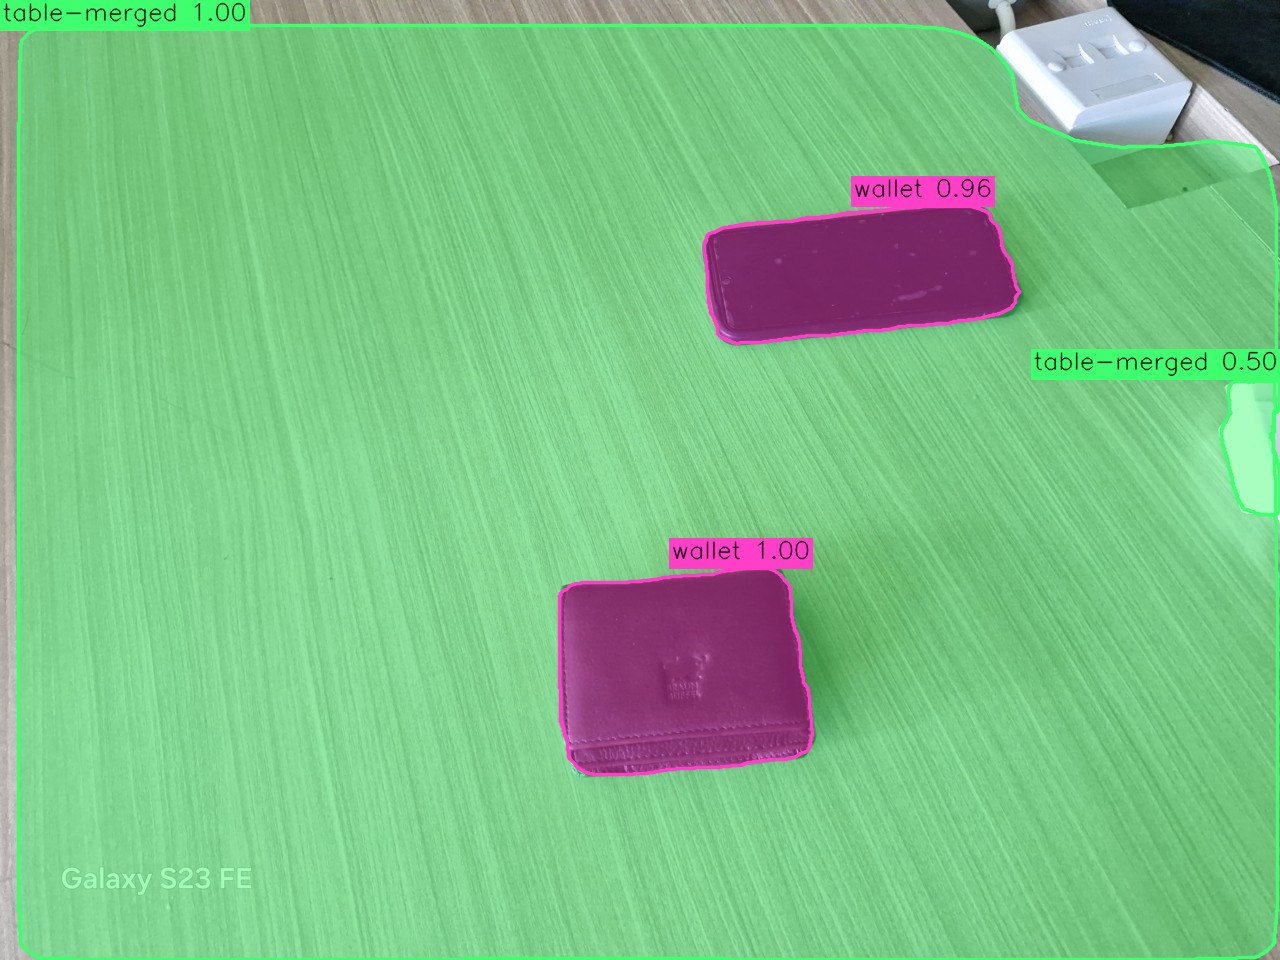 table-merged 1.00
wallet 0.96
table-merged 0.50
wallet 1.00
Galaxy S23 FE